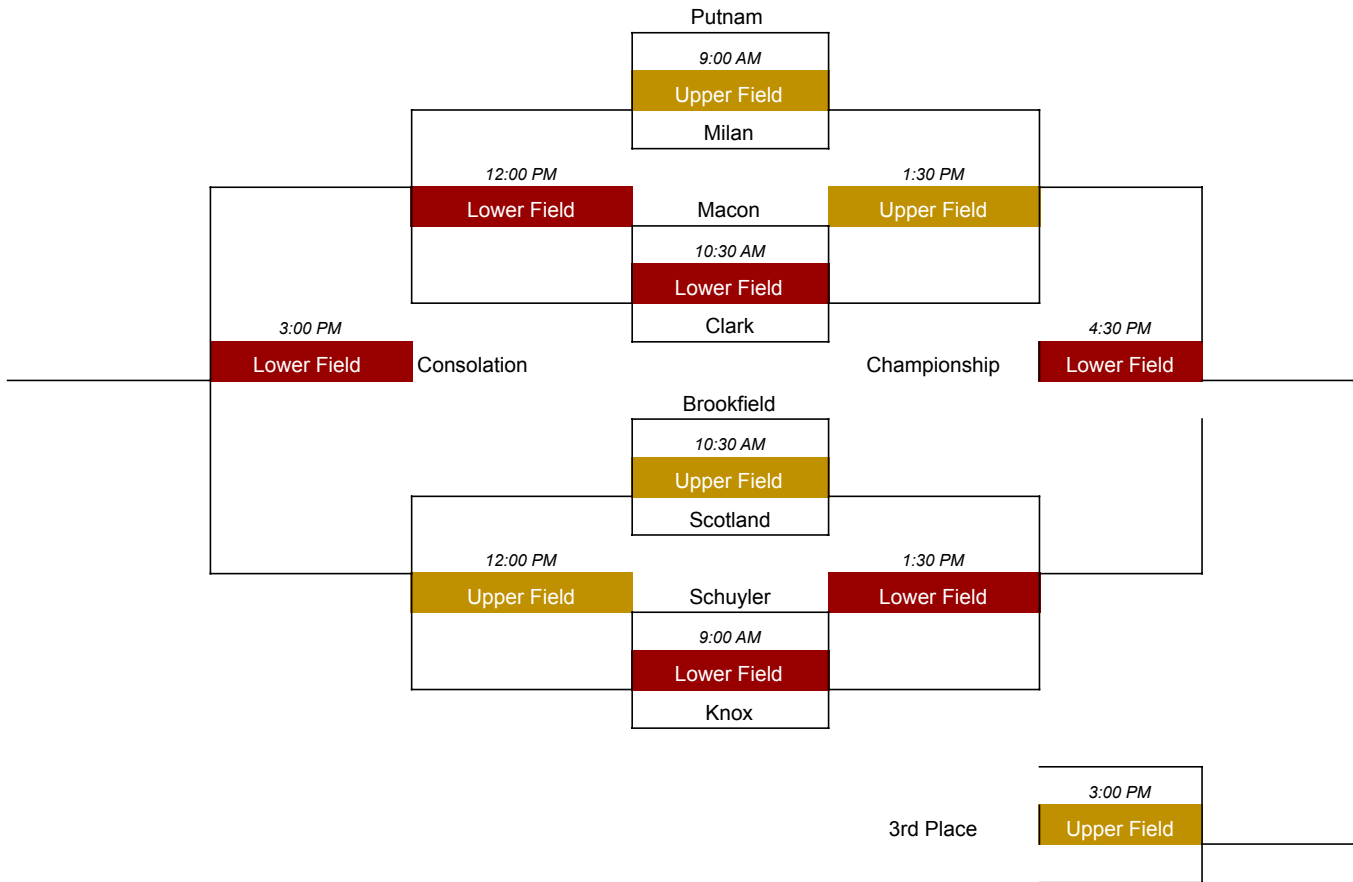 Putnam
9:00 AM
Upper Field
Milan
12:00 PM
1:30 PM
Lower Field
Macon
Upper Field
10:30 AM
Lower Field
Clark
3:00 PM
4:30 PM
Lower Field
Consolation
Championship
Lower Field
Brookfield
10:30 AM
Upper Field
Scotland
12:00 PM
1:30 PM
Upper Field
Schuyler
Lower Field
9:00 AM
Lower Field
Knox
3:00 PM
3rd Place
Upper Field